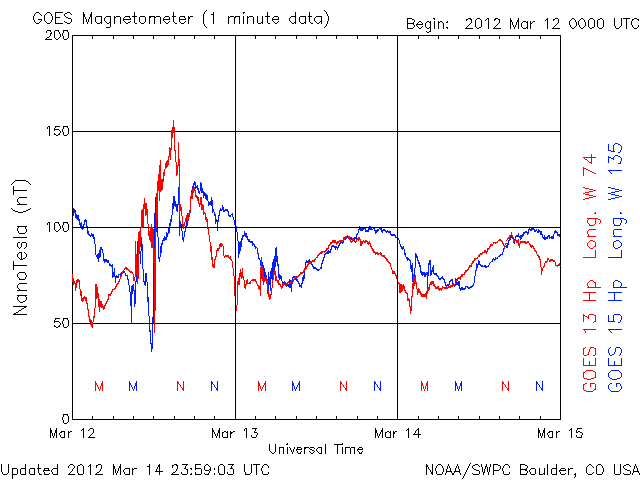 GOES Magnetometer (1 minute data)
Begin: 2012 Mar 12 0000 UTC
200
150
100
50
0
NanoTesla (nT)
M M N N M M N N M M N N
Mar 12 Mar 13 Mar 14 Mar 15
Universal Time
GOES 13 Hp Long. W 74
GOES 15 Hp Long. W 135
Updated 2012 Mar 14 23:59:03 UTC
NOAA/SWPC Boulder, CO USA